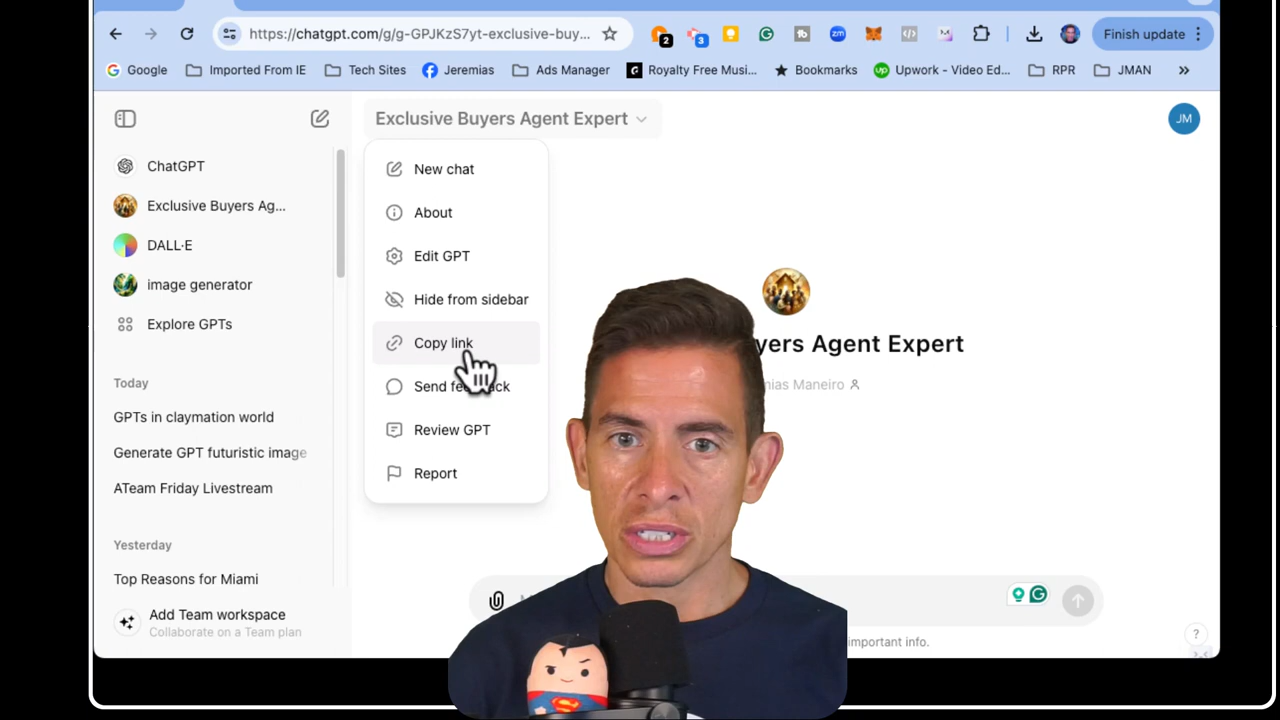 https://chatgpt.com/g/g-GPJKzS7yt-exclusive-buy...
2
3
zm
Finish update
Google
Imported From IE
Tech Sites
Jeremias
Ads Manager
Royalty Free Musi...
Bookmarks
Upwork - Video Ed...
RPR
JMAN
»
Exclusive Buyers Agent Expert
JM
ChatGPT
Exclusive Buyers Ag...
DALL·E
image generator
Explore GPTs
Today
GPTs in claymation world
Generate GPT futuristic image
ATeam Friday Livestream
Yesterday
Top Reasons for Miami
Add Team workspace
Collaborate on a Team plan
New chat
About
Edit GPT
Hide from sidebar
Copy link
Send
Review GPT
Report
Agent Expert
Maneiro
important info.
?